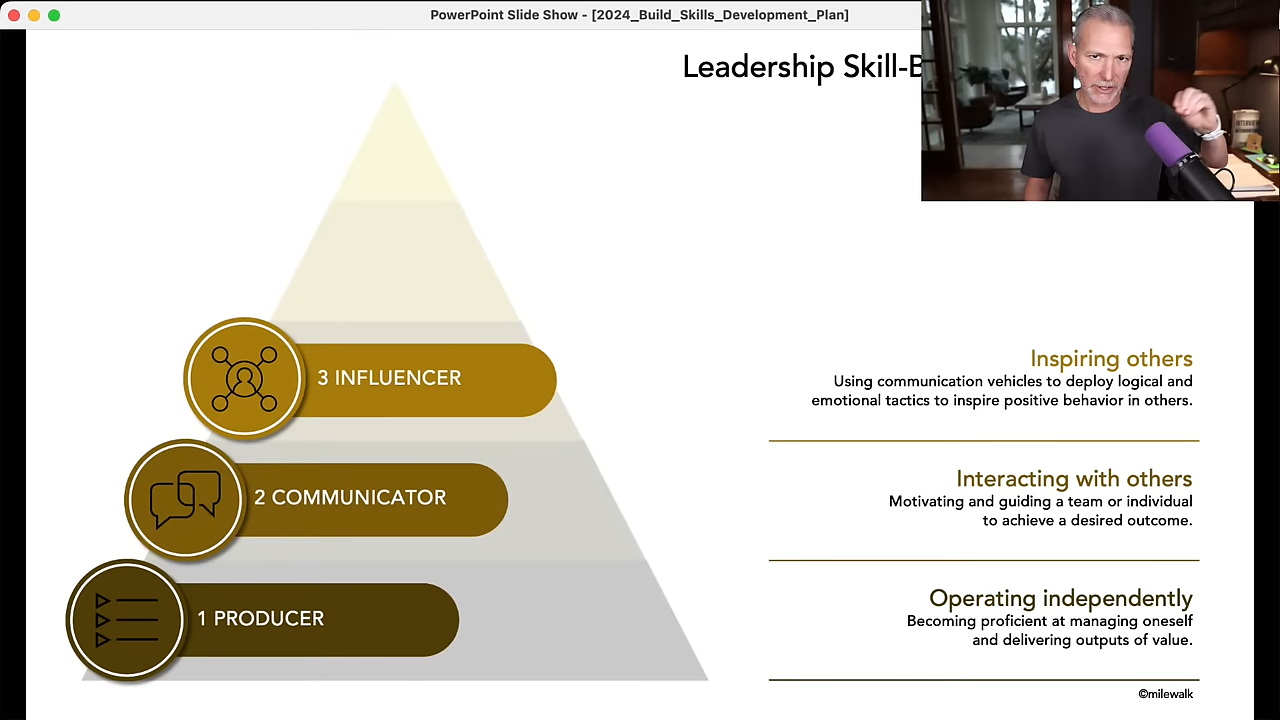 PowerPoint Slide Show - [2024_Build_Skills_Development_Plan]
Leadership Skill-B
INTERVIEW
3 INFLUENCER
Inspiring others
Using communication vehicles to deploy logical and
emotional tactics to inspire positive behavior in others.
2 COMMUNICATOR
Interacting with others
Motivating and guiding a team or individual
to achieve a desired outcome.
1 PRODUCER
Operating independently
Becoming proficient at managing oneself
and delivering outputs of value.
©milewalk